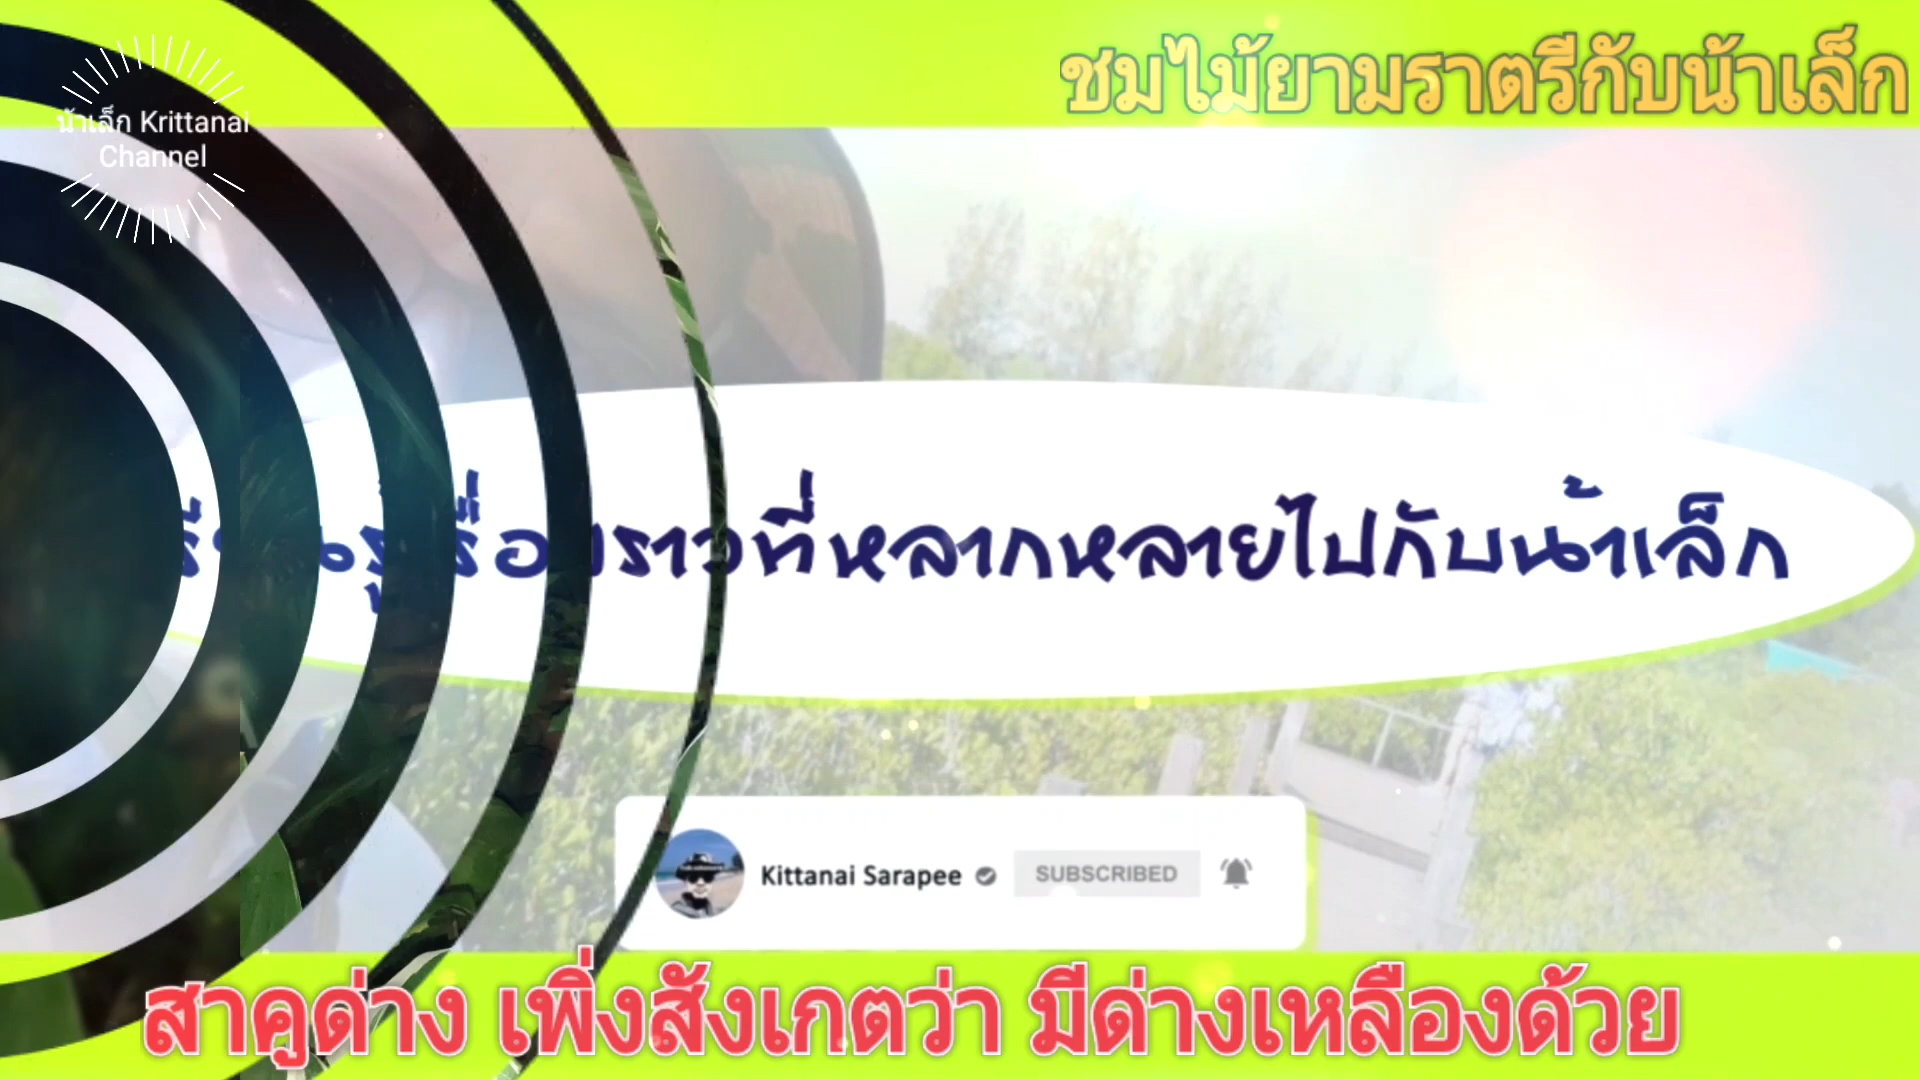 ชมไม้ยามราตรีกับน้าเล็ก
น้าเล็ก Krittanai
Channel
ราวที่หลากหลายไปกับน้าเล็ก
Kittanai Sarapee SUBSCRIBED
สาคูด่าง เพิ่งสังเกตว่า มีด่างเหลืองด้วย